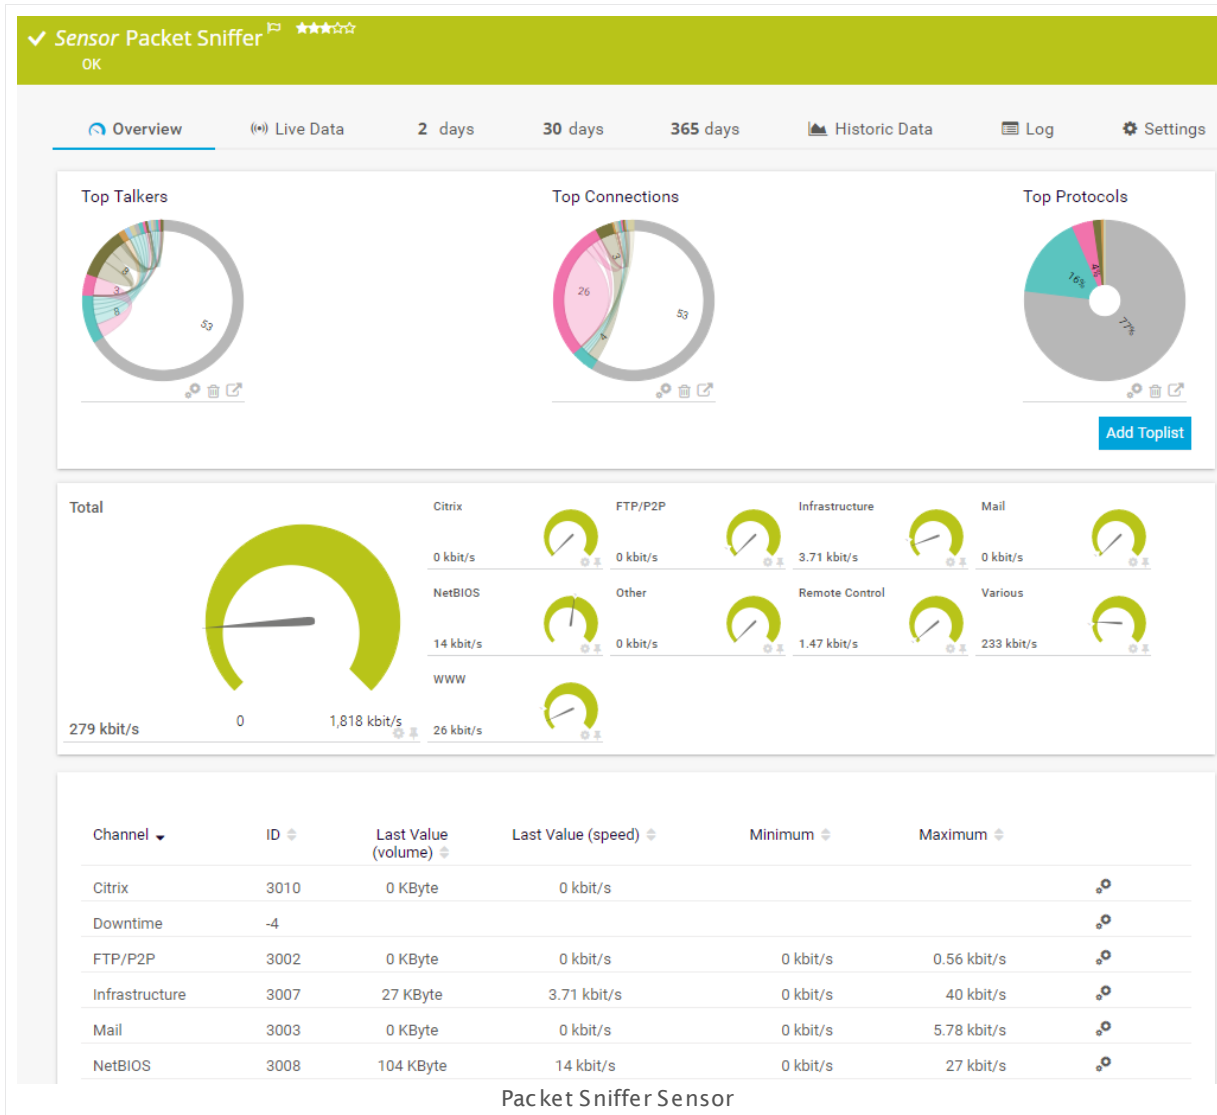 Sensor Packet Sniffer
OK
Overview
Live Data
2 days
30 days
365 days
Historic Data
Log
Settings
Top Talkers
9
3
8
53
Top Connections
3
26
53
4
Top Protocols
4%
16%
77%
Add Toplist
Total
279 kbit/s
0
1,818 kbit/s
Citrix
0 kbit/s
FTP/P2P
0 kbit/s
Infrastructure
3.71 kbit/s
Mail
0 kbit/s
NetBIOS
14 kbit/s
Other
0 kbit/s
Remote Control
1.47 kbit/s
Various
233 kbit/s
WWW
26 kbit/s
Channel ID Last Value (volume) Last Value (speed) Minimum Maximum
Citrix 3010 0 KByte 0 kbit/s
Downtime -4
FTP/P2P 3002 0 KByte 0 kbit/s 0 kbit/s 0.56 kbit/s
Infrastructure 3007 27 KByte 3.71 kbit/s 0 kbit/s 40 kbit/s
Mail 3003 0 KByte 0 kbit/s 0 kbit/s 5.78 kbit/s
NetBIOS 3008 104 KByte 14 kbit/s 0 kbit/s 27 kbit/s
Packet Sniffer Sensor